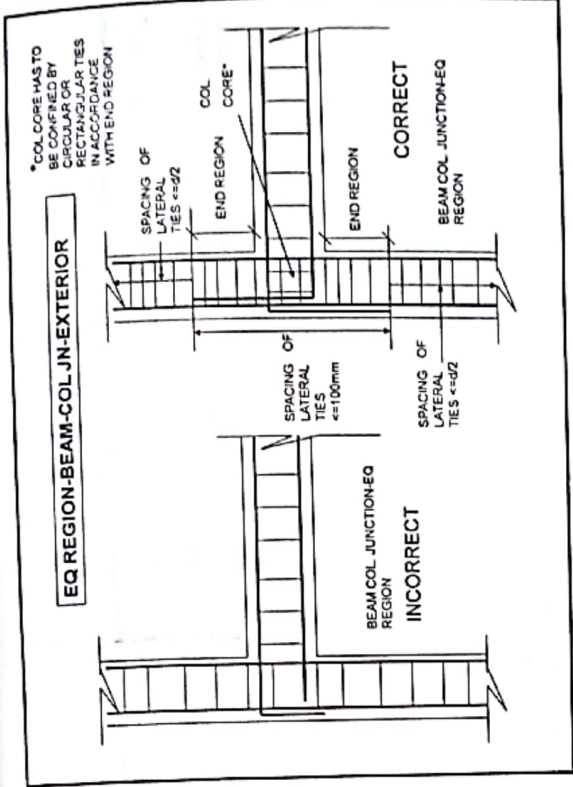 EQ REGION-BEAM-COL JN-EXTERIOR
*COL CORE HAS TO
BE CONFINED BY
CIRCULAR OR
RECTANGULAR TIES
IN ACCORDANCE
WITH END REGION
SPACING OF
LATERAL
TIES <=d/2
END REGION
COL
CORE*
SPACING OF
LATERAL
TIES
<=100mm
END REGION
CORRECT
BEAM COL JUNCTION-EQ
REGION
SPACING OF
LATERAL
TIES <=d/2
BEAM COL JUNCTION-EQ
REGION
INCORRECT